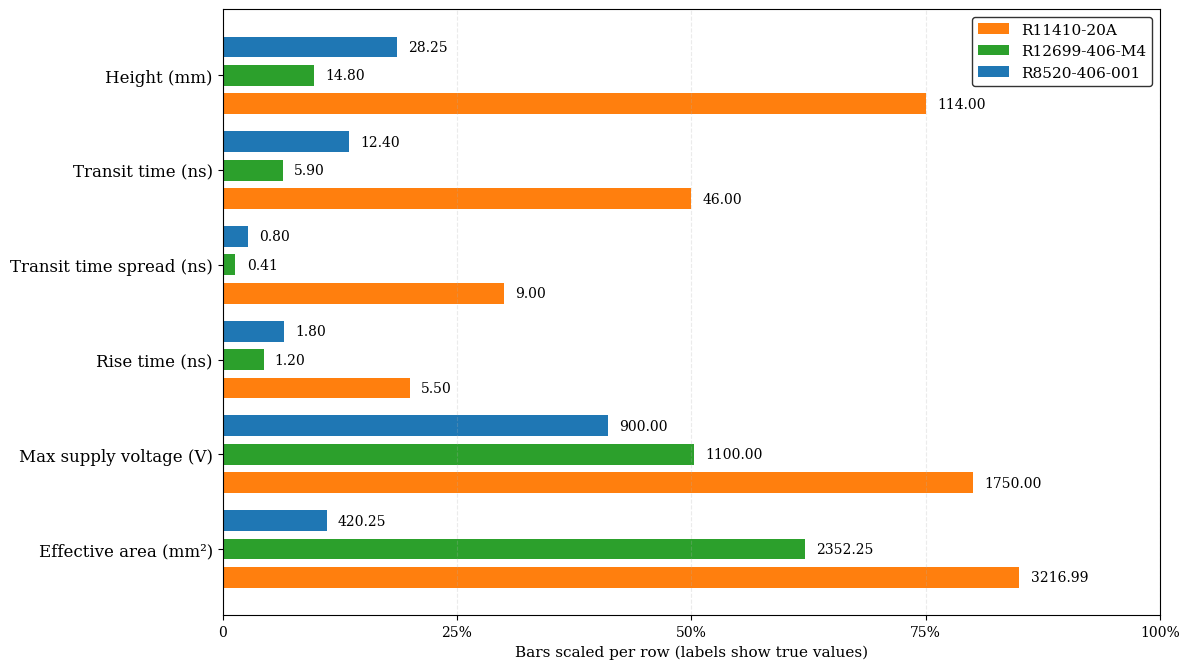 R11410-20A
R12699-406-M4
R8520-406-001
Height (mm)
28.25
14.80
114.00
Transit time (ns)
12.40
5.90
46.00
Transit time spread (ns)
0.80
0.41
9.00
Rise time (ns)
1.80
1.20
5.50
Max supply voltage (V)
900.00
1100.00
1750.00
Effective area (mm²)
420.25
2352.25
3216.99
0 25% 50% 75% 100%
Bars scaled per row (labels show true values)